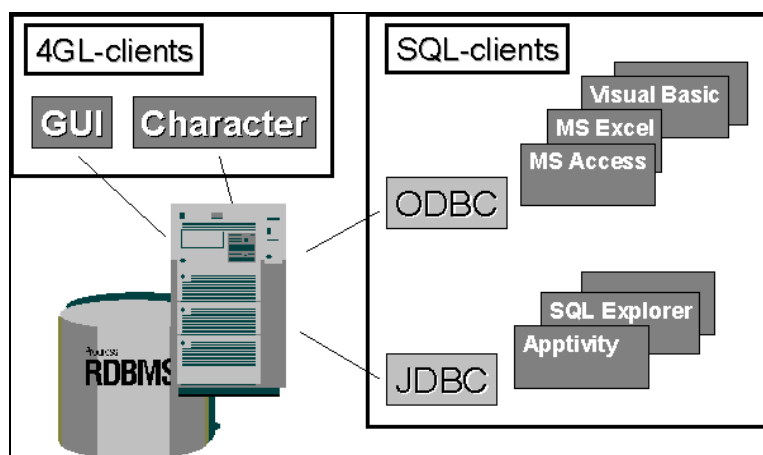 4GL-clients
GUI
Character
SQL-clients
Visual Basic
MS Excel
MS Access
ODBC
SQL Explorer
Apptivity
JDBC
Progress
RDBMS